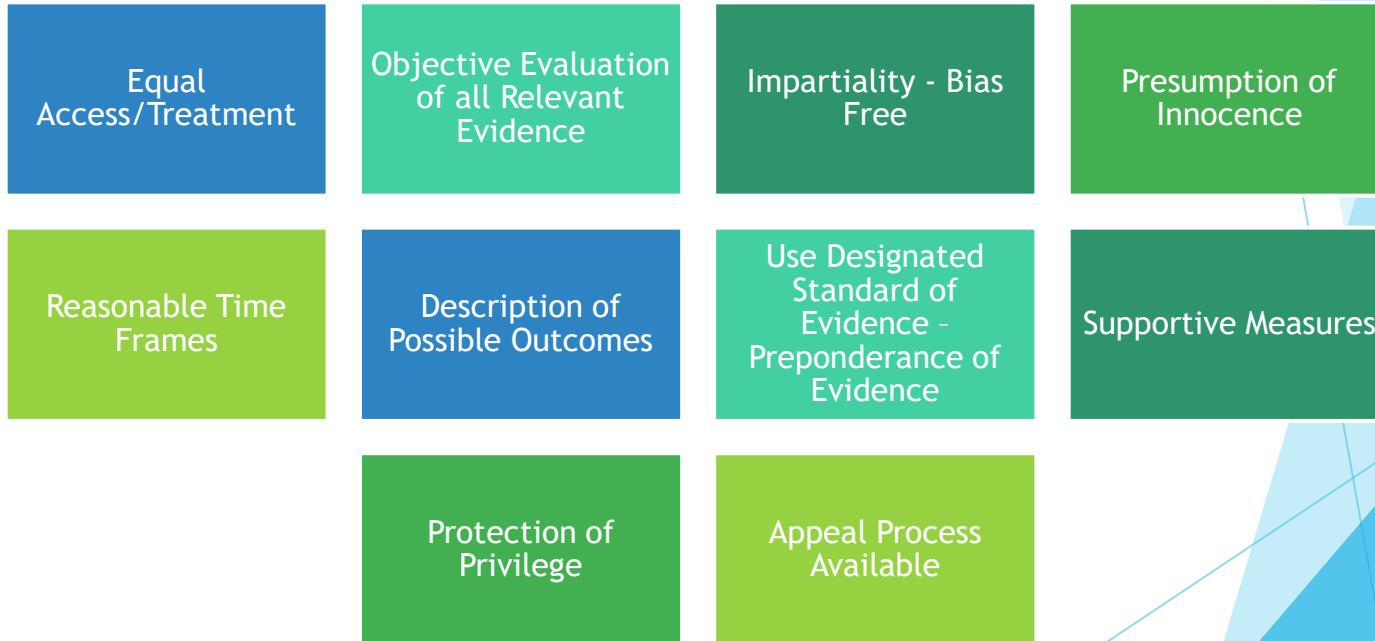 Equal
Access/Treatment
Objective Evaluation
of all Relevant
Evidence
Impartiality - Bias
Free
Presumption of
Innocence
Reasonable Time
Frames
Description of
Possible Outcomes
Use Designated
Standard of
Evidence –
Preponderance of
Evidence
Supportive Measures
Protection of
Privilege
Appeal Process
Available